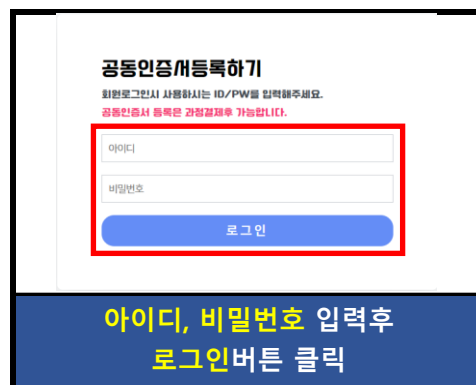 공동인증서등록하기
회원로그인시 사용하시는 ID/PW를 입력해주세요.
공동인증서 등록은 과정결제후 가능합니다.
아이디
비밀번호
로그인
아이디, 비밀번호 입력후
로그인버튼 클릭